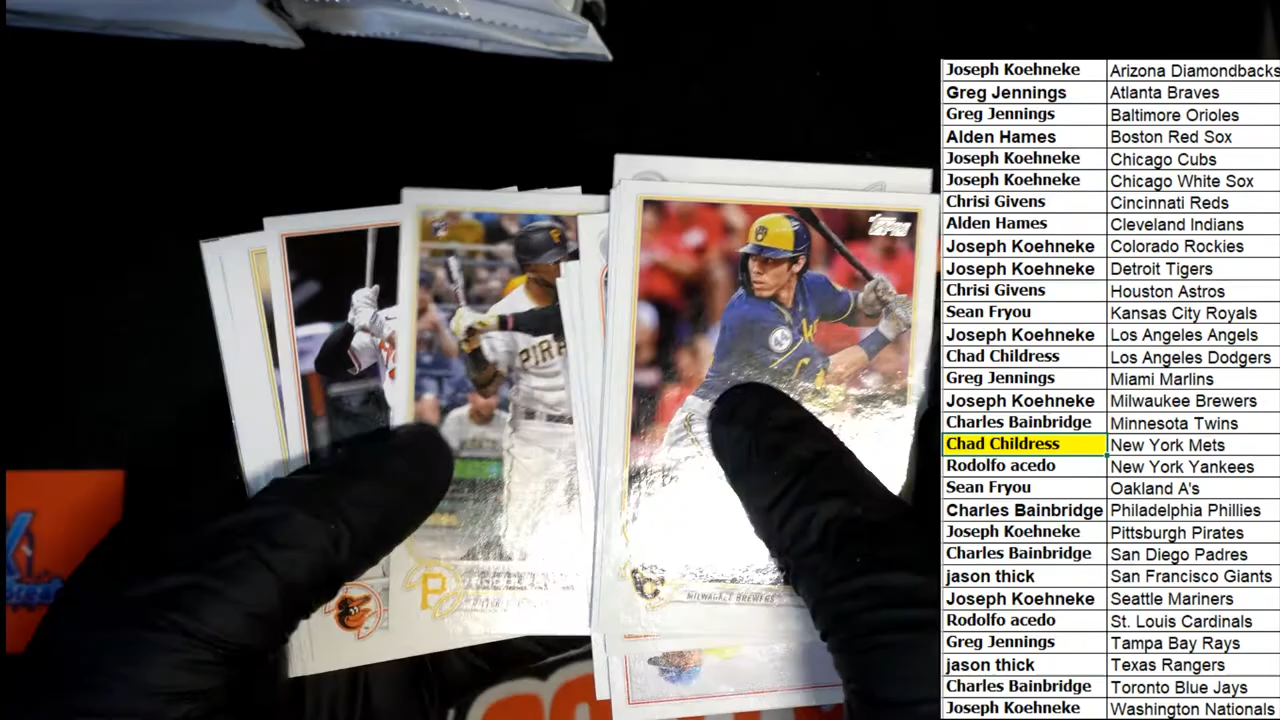 Joseph Koehneke Arizona Diamondbacks
Greg Jennings Atlanta Braves
Greg Jennings Baltimore Orioles
Alden Hames Boston Red Sox
Joseph Koehneke Chicago Cubs
Joseph Koehneke Chicago White Sox
Chrisi Givens Cincinnati Reds
Alden Hames Cleveland Indians
Joseph Koehneke Colorado Rockies
Joseph Koehneke Detroit Tigers
Chrisi Givens Houston Astros
Sean Fryou Kansas City Royals
Joseph Koehneke Los Angeles Angels
Chad Childress Los Angeles Dodgers
Greg Jennings Miami Marlins
Joseph Koehneke Milwaukee Brewers
Charles Bainbridge Minnesota Twins
Chad Childress New York Mets
Rodolfo acedo New York Yankees
Sean Fryou Oakland A's
Charles Bainbridge Philadelphia Phillies
Joseph Koehneke Pittsburgh Pirates
Charles Bainbridge San Diego Padres
jason thick San Francisco Giants
Joseph Koehneke Seattle Mariners
Rodolfo acedo St. Louis Cardinals
Greg Jennings Tampa Bay Rays
jason thick Texas Rangers
Charles Bainbridge Toronto Blue Jays
Joseph Koehneke Washington Nationals
Topps
PIRA
44
P
MILWAUKEE BREWERS